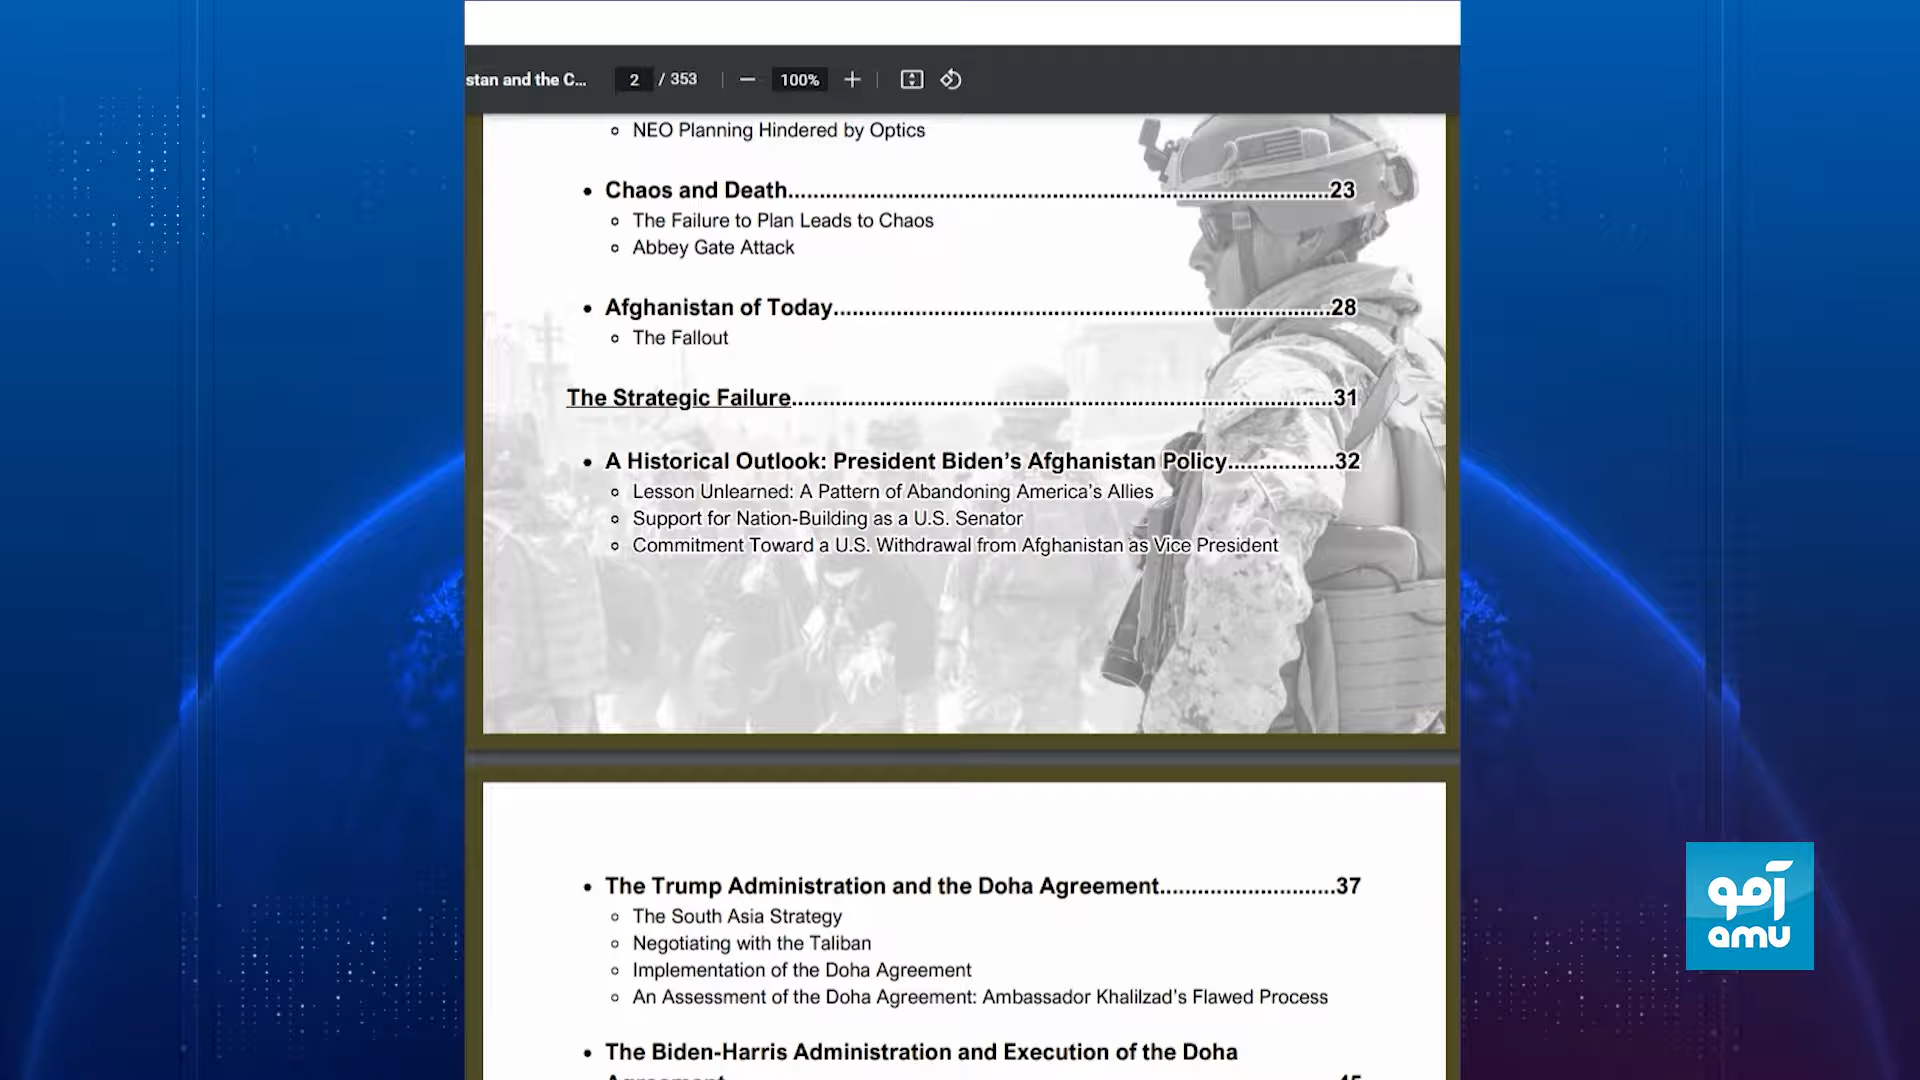 stan and the C... 2 / 353 100%
NEO Planning Hindered by Optics
Chaos and Death 23
The Failure to Plan Leads to Chaos
Abbey Gate Attack
Afghanistan of Today 28
The Fallout
The Strategic Failure 31
A Historical Outlook: President Biden’s Afghanistan Policy 32
Lesson Unlearned: A Pattern of Abandoning America’s Allies
Support for Nation-Building as a U.S. Senator
Commitment Toward a U.S. Withdrawal from Afghanistan as Vice President
The Trump Administration and the Doha Agreement 37
The South Asia Strategy
Negotiating with the Taliban
Implementation of the Doha Agreement
An Assessment of the Doha Agreement: Ambassador Khalilzad’s Flawed Process
The Biden-Harris Administration and Execution of the Doha
آمو
amu